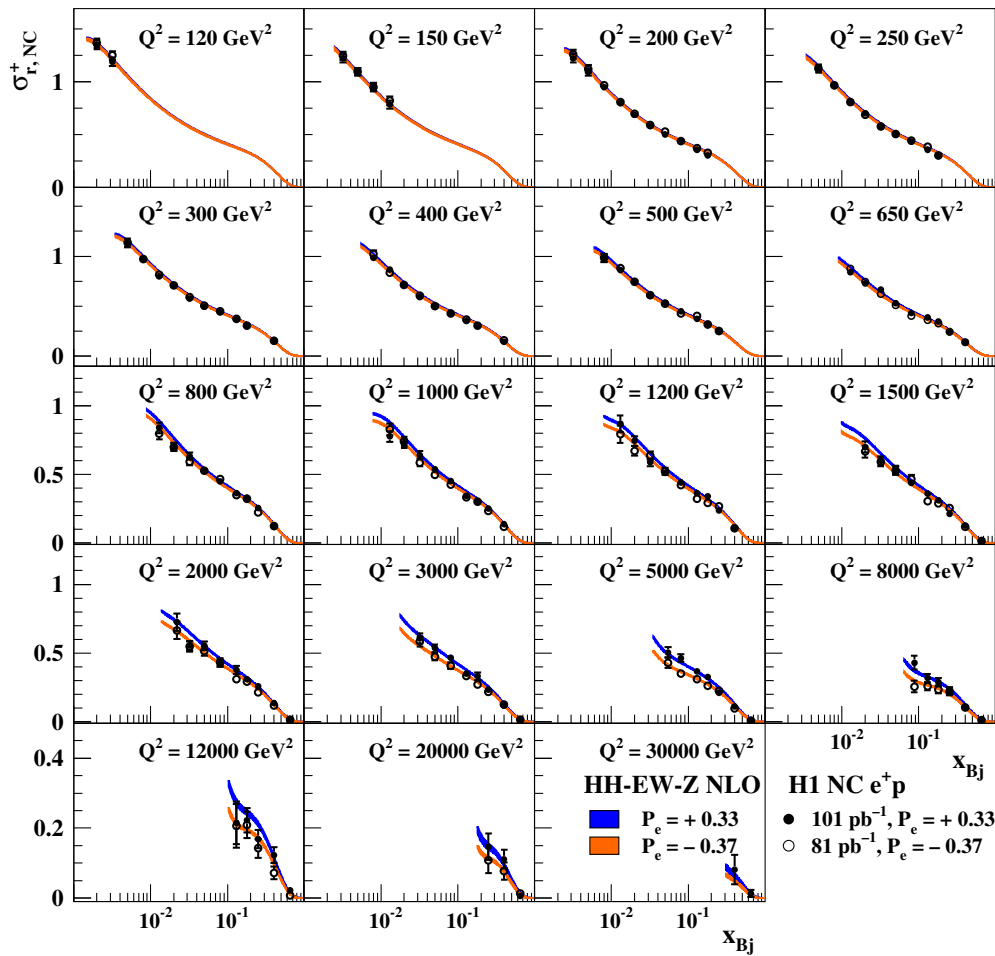 σ⁺r, NC
Q² = 120 GeV²
Q² = 150 GeV²
Q² = 200 GeV²
Q² = 250 GeV²
1
0
Q² = 300 GeV²
Q² = 400 GeV²
Q² = 500 GeV²
Q² = 650 GeV²
1
0
Q² = 800 GeV²
Q² = 1000 GeV²
Q² = 1200 GeV²
Q² = 1500 GeV²
1
0.5
0
Q² = 2000 GeV²
Q² = 3000 GeV²
Q² = 5000 GeV²
Q² = 8000 GeV²
1
0.5
0
10⁻² 10⁻¹
x_Bj
Q² = 12000 GeV²
Q² = 20000 GeV²
Q² = 30000 GeV²
0.4
0.2
0
HH-EW-Z NLO
P_e = + 0.33
P_e = − 0.37
H1 NC e⁺p
101 pb⁻¹, P_e = + 0.33
81 pb⁻¹, P_e = − 0.37
10⁻² 10⁻¹
10⁻² 10⁻¹
10⁻² 10⁻¹
x_Bj